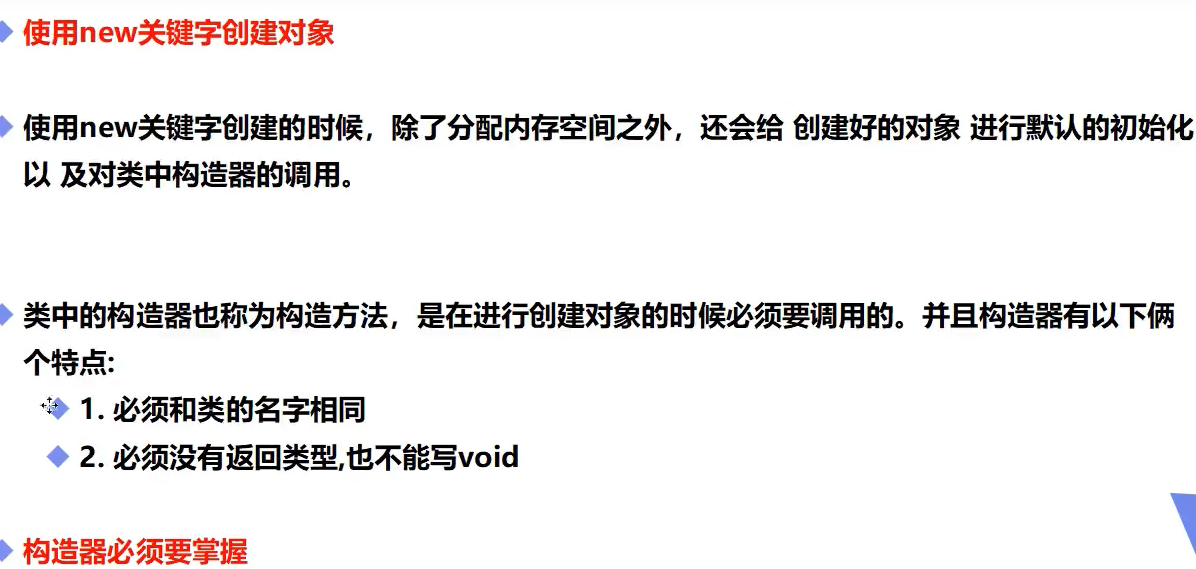 使用new关键字创建对象
使用new关键字创建的时候，除了分配内存空间之外，还会给 创建好的对象 进行默认的初始化
以 及对类中构造器的调用。
类中的构造器也称为构造方法，是在进行创建对象的时候必须要调用的。并且构造器有以下俩
个特点:
1. 必须和类的名字相同
2. 必须没有返回类型,也不能写void
构造器必须要掌握